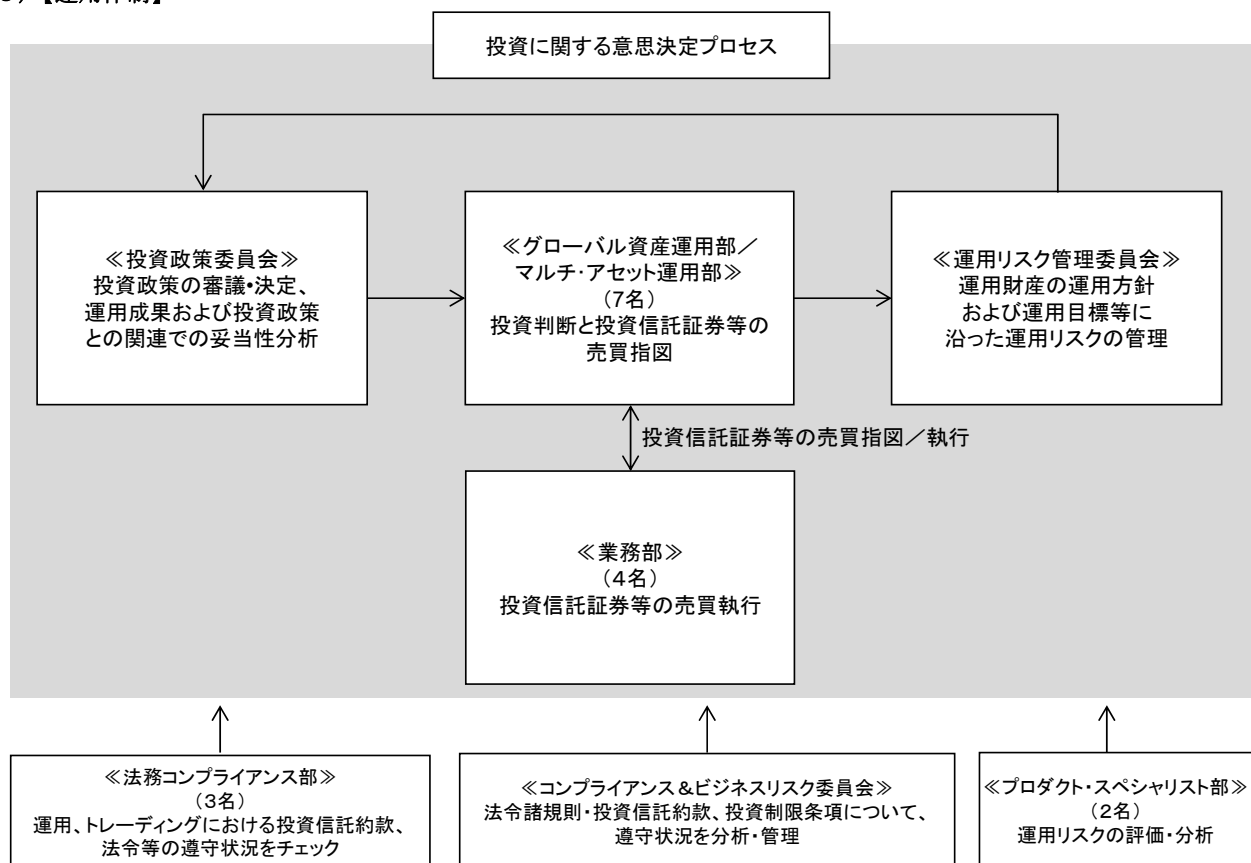 【運用体制】
投資に関する意思決定プロセス
≪投資政策委員会≫
投資政策の審議・決定、
運用成果および投資政策
との関連での妥当性分析
≪グローバル資産運用部／
マルチ・アセット運用部≫
(7名)
投資判断と投資信託証券等の
売買指図
≪運用リスク管理委員会≫
運用財産の運用方針
および運用目標等に
沿った運用リスクの管理
投資信託証券等の売買指図／執行
≪業務部≫
(4名)
投資信託証券等の売買執行
≪法務コンプライアンス部≫
(3名)
運用、トレーディングにおける投資信託約款、
法令等の遵守状況をチェック
≪コンプライアンス＆ビジネスリスク委員会≫
法令諸規則・投資信託約款、投資制限条項について、
遵守状況を分析・管理
≪プロダクト・スペシャリスト部≫
(2名)
運用リスクの評価・分析